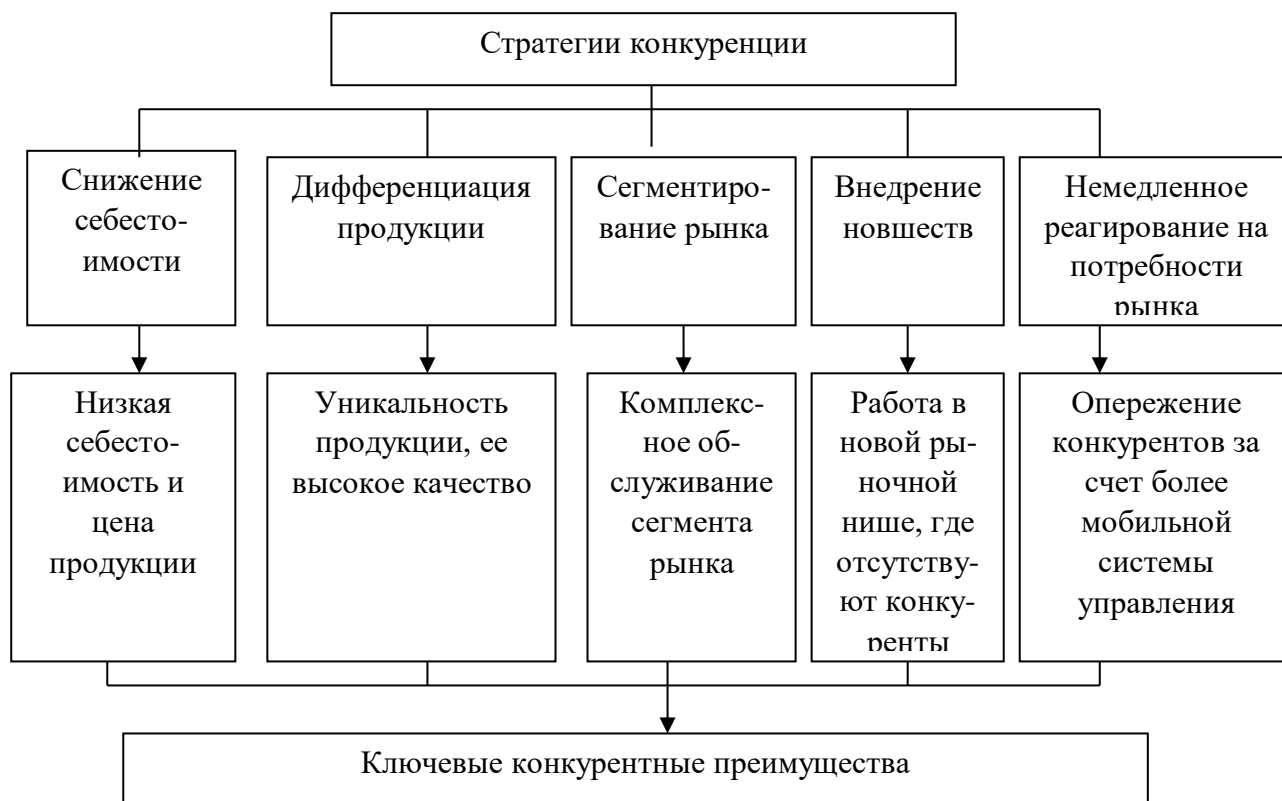 Стратегии конкуренции
Снижение
себесто-
имости
Дифференциация
продукции
Сегментиро-
вание рынка
Внедрение
новшеств
Немедленное
реагирование на
потребности
рынка
Низкая
себесто-
имость и
цена
продукции
Уникальность
продукции, ее
высокое качество
Комплекс-
ное об-
служивание
сегмента
рынка
Работа в
новой ры-
ночной
нише, где
отсутству-
ют конку-
ренты
Опережение
конкурентов за
счет более
мобильной
системы
управления
Ключевые конкурентные преимущества